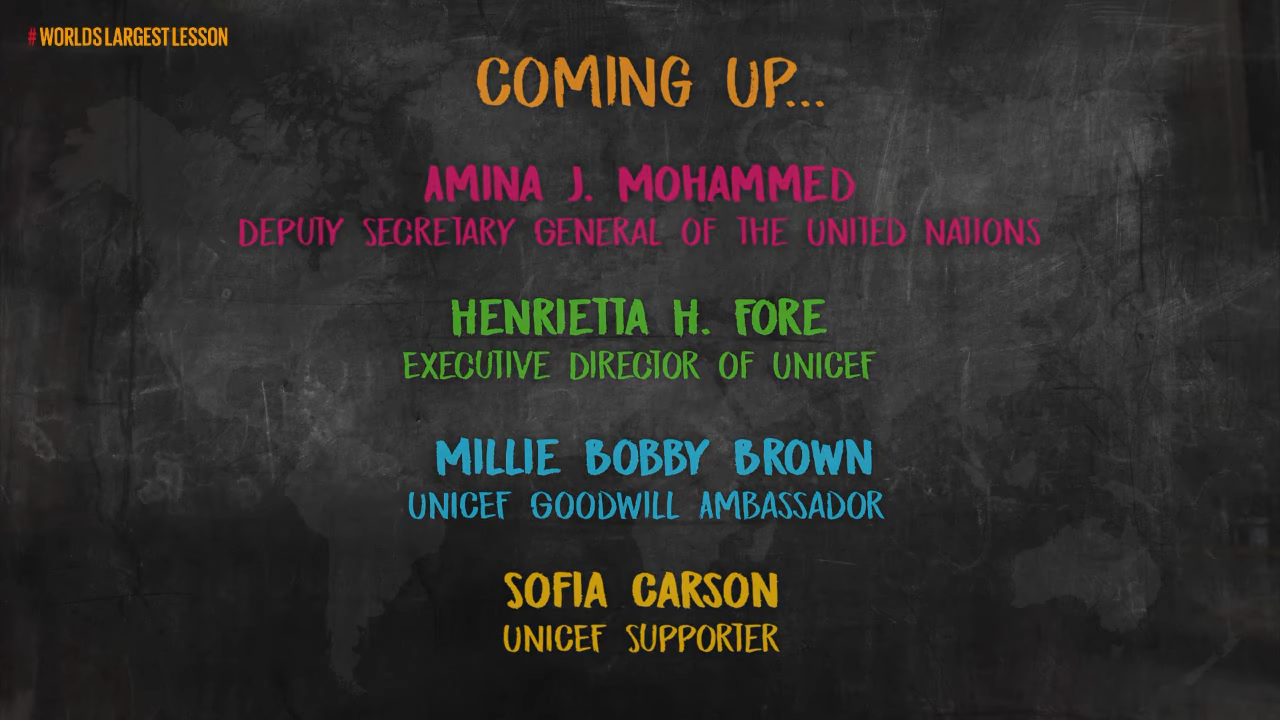 #WORLDSLARGESTLESSON
COMING UP...
AMINA J. MOHAMMED
DEPUTY SECRETARY GENERAL OF THE UNITED NATIONS
HENRIETTA H. FORE
EXECUTIVE DIRECTOR OF UNICEF
MILLIE BOBBY BROWN
UNICEF GOODWILL AMBASSADOR
SOFIA CARSON
UNICEF SUPPORTER